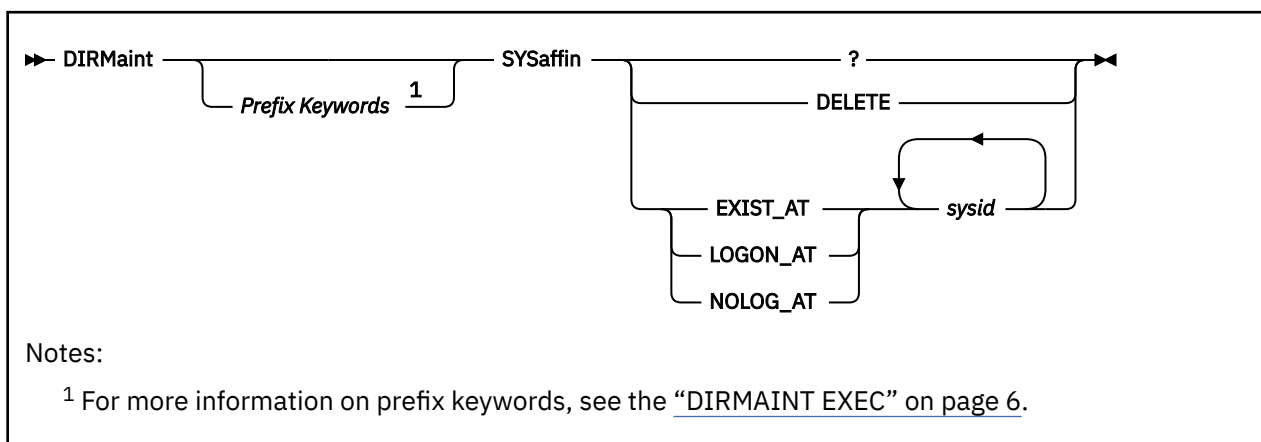 DIRMaint Prefix Keywords 1 SYSaffin ?
DELETE
EXIST_AT sysid
LOGON_AT
NOLOG_AT
Notes:
1 For more information on prefix keywords, see the “DIRMAINT EXEC” on page 6.